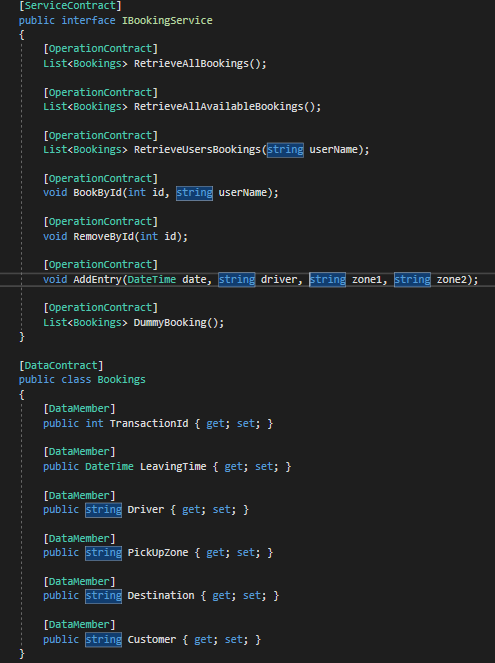 [ServiceContract]
public interface IBookingService
{
[OperationContract]
List<Bookings> RetrieveAllBookings();
[OperationContract]
List<Bookings> RetrieveAllAvailableBookings();
[OperationContract]
List<Bookings> RetrieveUsersBookings(string userName);
[OperationContract]
void BookById(int id, string userName);
[OperationContract]
void RemoveById(int id);
[OperationContract]
void AddEntry(DateTime date, string driver, string zone1, string zone2);
[OperationContract]
List<Bookings> DummyBooking();
}
[DataContract]
public class Bookings
{
[DataMember]
public int TransactionId { get; set; }
[DataMember]
public DateTime LeavingTime { get; set; }
[DataMember]
public string Driver { get; set; }
[DataMember]
public string PickUpZone { get; set; }
[DataMember]
public string Destination { get; set; }
[DataMember]
public string Customer { get; set; }
}